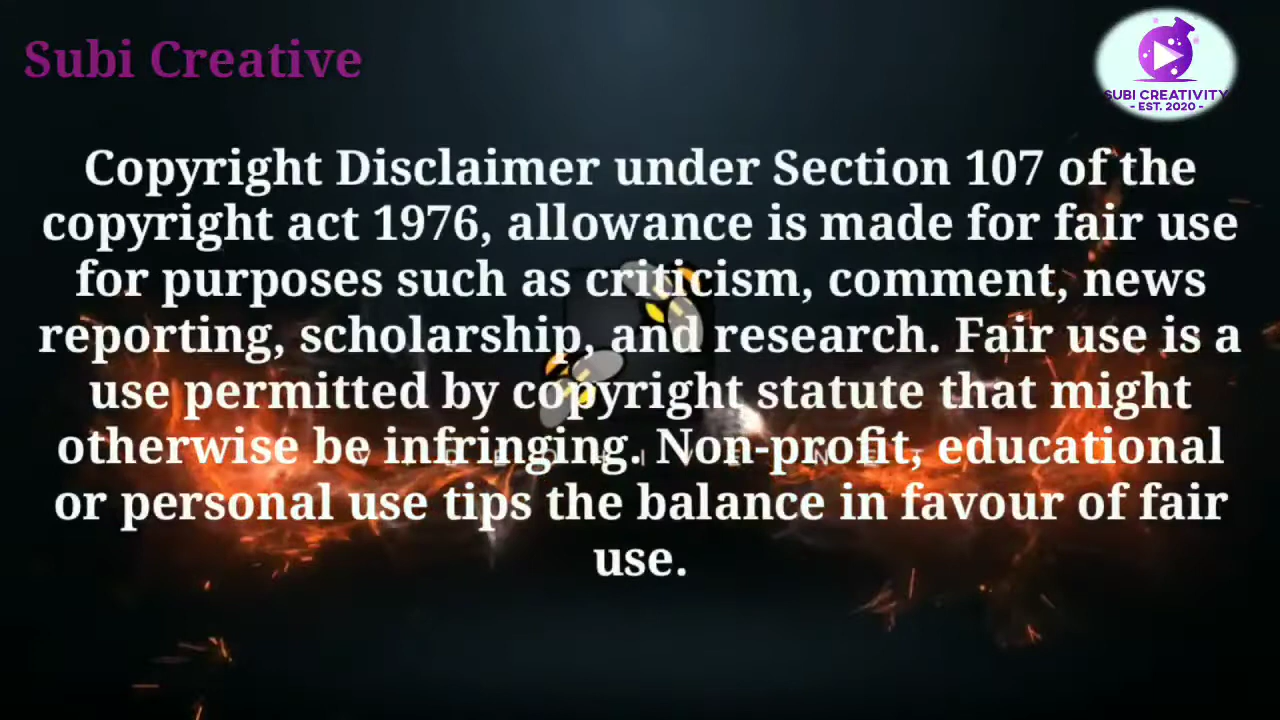 Subi Creative
SUBI CREATIVITY
- EST. 2020 -
Copyright Disclaimer under Section 107 of the
copyright act 1976, allowance is made for fair use
for purposes such as criticism, comment, news
reporting, scholarship, and research. Fair use is a
use permitted by copyright statute that might
otherwise be infringing. Non-profit, educational
or personal use tips the balance in favour of fair
use.